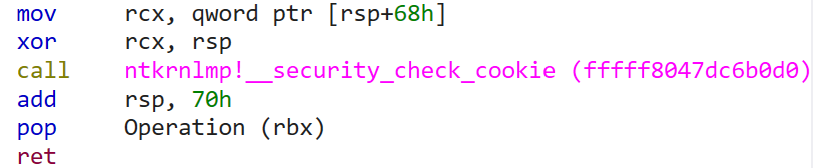 mov rcx, qword ptr [rsp+68h]
xor rcx, rsp
call ntkrnlmp!__security_check_cookie (fffff8047dc6b0d0)
add rsp, 70h
pop Operation (rbx)
ret